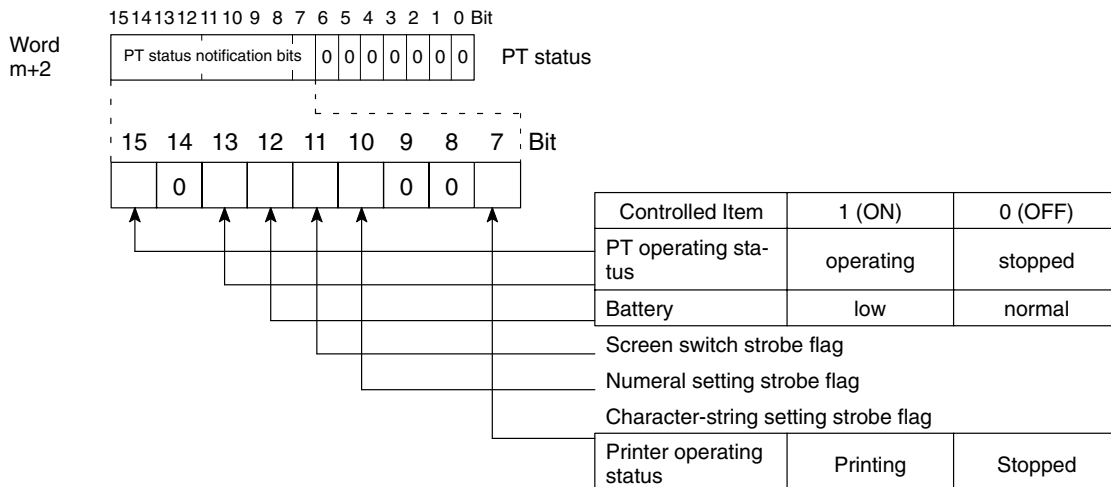 15 14 13 12 11 10 9 8 7 6 5 4 3 2 1 0 Bit
Word
m+2
PT status notification bits 0 0 0 0 0 0 0
PT status
15 14 13 12 11 10 9 8 7 Bit
0 0 0
Controlled Item 1 (ON) 0 (OFF)
PT operating sta-
tus
operating stopped
Battery low normal
Screen switch strobe flag
Numeral setting strobe flag
Character-string setting strobe flag
Printer operating
status
Printing Stopped